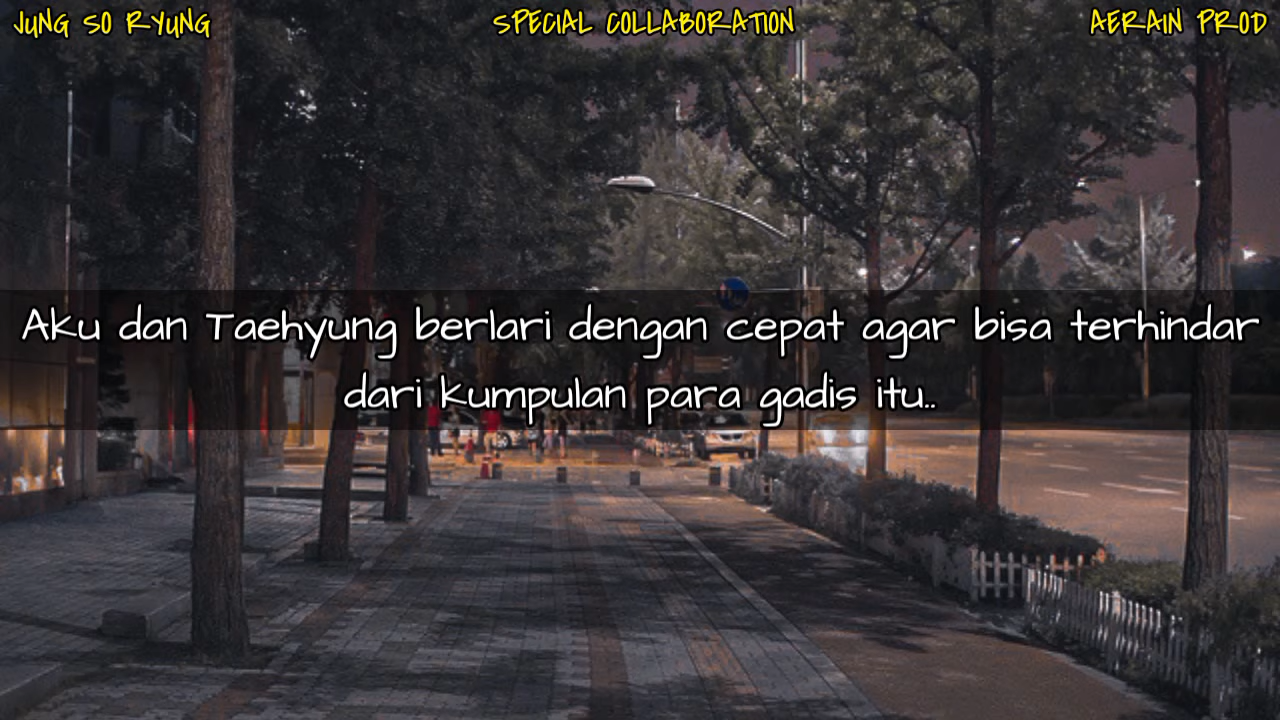 JUNG SO RYUNG
SPECIAL COLLABORATION
AERAIN PROD
Aku dan Taehyung berlari dengan cepat agar bisa terhindar
dari kumpulan para gadis itu..